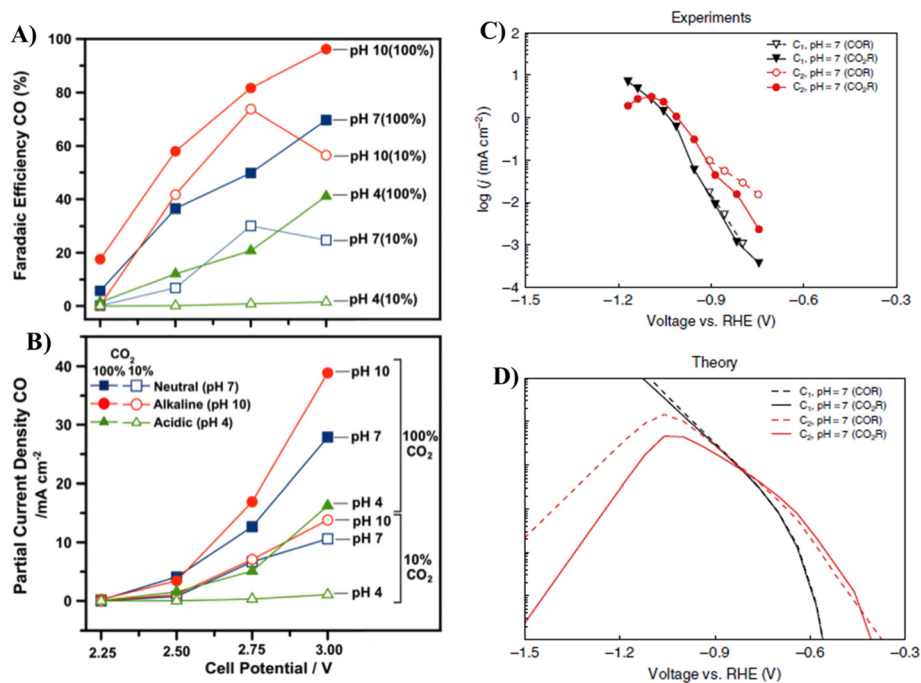 A)
Faradaic Efficiency CO (%)
100
80
60
40
20
0
pH 10(100%)
pH 7(100%)
pH 10(10%)
pH 4(100%)
pH 7(10%)
pH 4(10%)
B)
Partial Current Density CO
/mA cm⁻²
40
30
20
10
0
CO₂
100% 10%
Neutral (pH 7)
Alkaline (pH 10)
Acidic (pH 4)
pH 10
pH 7
pH 4
100%
CO₂
pH 10
pH 7
pH 4
10%
CO₂
2.25 2.50 2.75 3.00
Cell Potential / V
C)
Experiments
log (j (mA cm⁻²)
2
1
0
−1
−2
−3
−4
C₁, pH = 7 (COR)
C₁, pH = 7 (CO₂R)
C₂, pH = 7 (COR)
C₂, pH = 7 (CO₂R)
−1.5 −1.2 −0.9 −0.6 −0.3
Voltage vs. RHE (V)
D)
Theory
C₁, pH = 7 (COR)
C₁, pH = 7 (CO₂R)
C₂, pH = 7 (COR)
C₂, pH = 7 (CO₂R)
−1.5 −1.2 −0.9 −0.6 −0.3
Voltage vs. RHE (V)